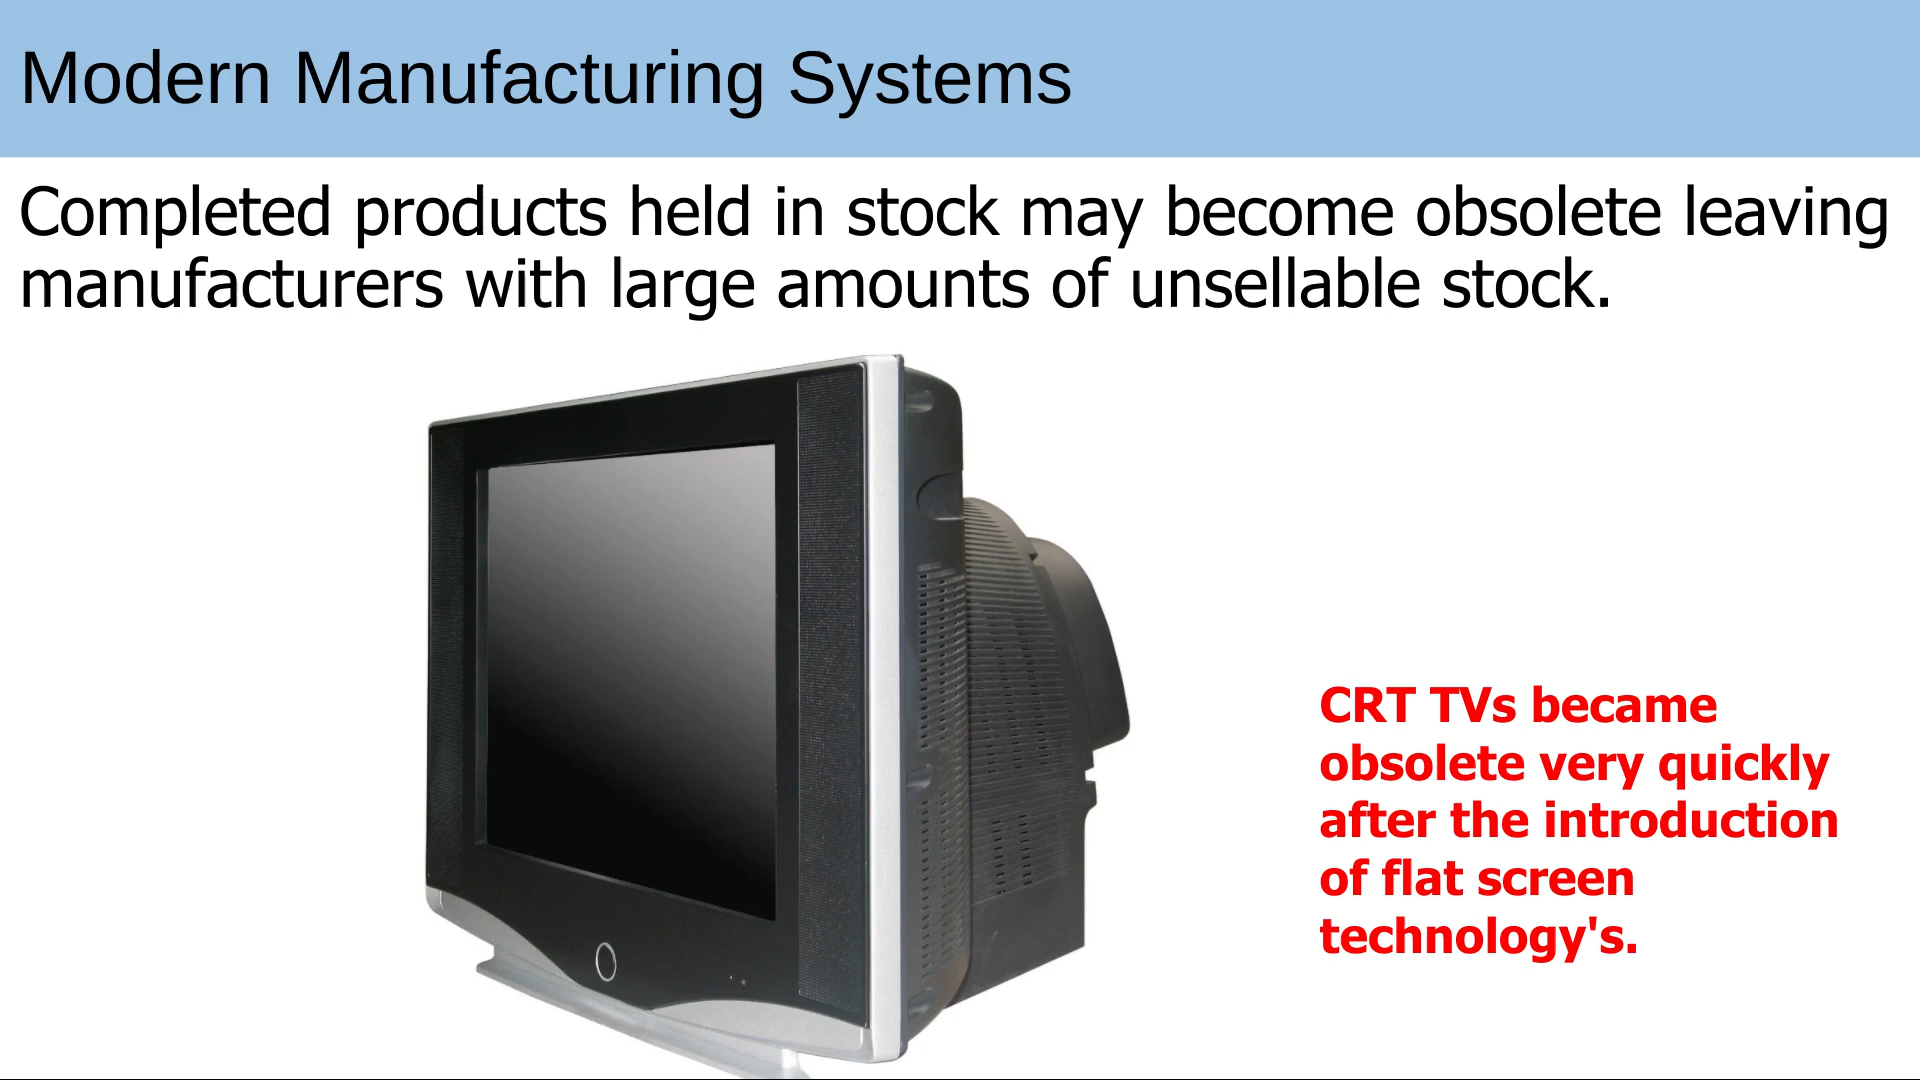 Modern Manufacturing Systems
Completed products held in stock may become obsolete leaving
manufacturers with large amounts of unsellable stock.
CRT TVs became
obsolete very quickly
after the introduction
of flat screen
technology's.